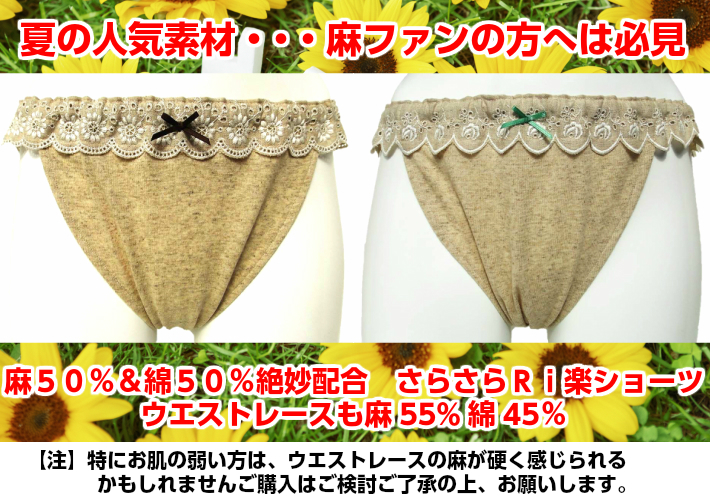 夏の人気素材・・・麻ファンの方へは必見
麻５０％＆綿５０％絶妙配合　さらさらＲｉ楽ショーツ
ウエストレースも麻 55% 綿 45%
【注】特にお肌の弱い方は、ウエストレースの麻が硬く感じられる
かもしれませんご購入はご検討ご了承の上、お願いします。